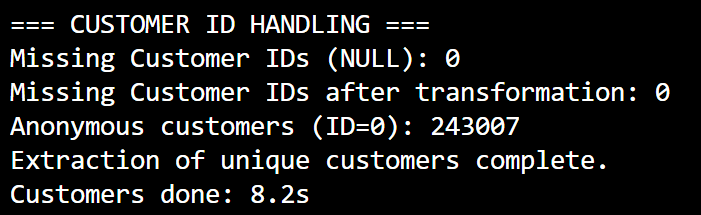 === CUSTOMER ID HANDLING ===
Missing Customer IDs (NULL): 0
Missing Customer IDs after transformation: 0
Anonymous customers (ID=0): 243007
Extraction of unique customers complete.
Customers done: 8.2s